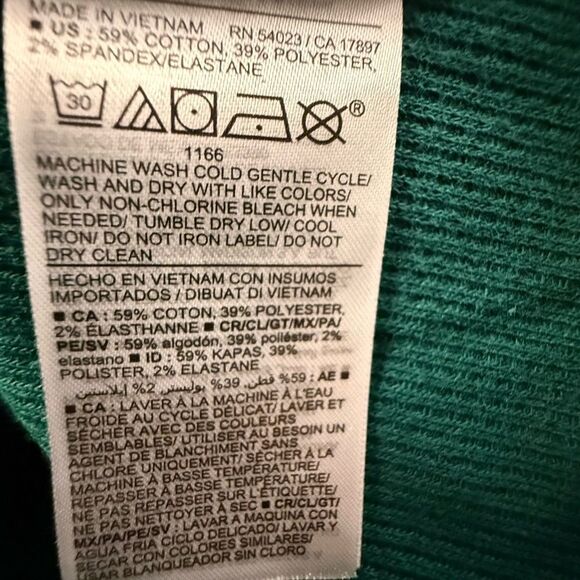 MADE IN VIETNAM RN 54023 / CA 17897
■ US : 59% COTTON, 39% POLYESTER,
2% SPANDEX/ELASTANE
30 ®
1166
MACHINE WASH COLD GENTLE CYCLE/
WASH AND DRY WITH LIKE COLORS/
ONLY NON-CHLORINE BLEACH WHEN
NEEDED/ TUMBLE DRY LOW/ COOL
IRON/ DO NOT IRON LABEL/ DO NOT
DRY CLEAN
HECHO EN VIETNAM CON INSUMOS
IMPORTADOS / DIBUAT DI VIETNAM
■ CA : 59% COTON, 39% POLYESTER,
2% ÉLASTHANNE ■ CR/CL/GT/MX/PA/
PE/SV : 59% algodón, 39% poliéster, 2%
elastano ■ ID : 59% KAPAS, 39%
POLISTER, 2% ELASTANE
■ AE : 59% قطن, 39% بوليستر, 2% إيلاستين
■ CA : LAVER À LA MACHINE À L'EAU
FROIDE AU CYCLE DÉLICAT/ LAVER ET
SÉCHER AVEC DES COULEURS
SEMBLABLES/ UTILISER AU BESOIN UN
AGENT DE BLANCHIMENT SANS
CHLORE UNIQUEMENT/ SÉCHER À LA
MACHINE À BASSE TEMPÉRATURE/
REPASSER À BASSE TEMPÉRATURE/
NE PAS REPASSER SUR L'ÉTIQUETTE/
NE PAS NETTOYER À SEC ■ CR/CL/GT/
MX/PA/PE/SV : LAVAR A MAQUINA CON
AGUA FRIA CICLO DELICADO/ LAVAR Y
SECAR CON COLORES SIMILARES/
USAR BLANQUEADOR SIN CLORO